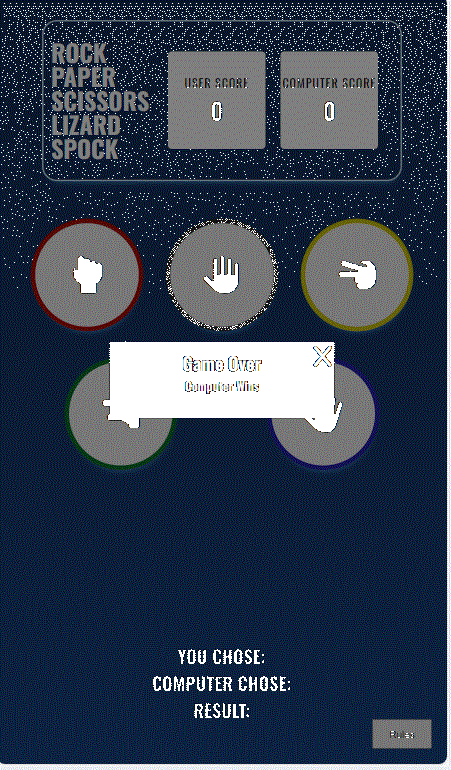 ROCK
PAPER
SCISSORS
LIZARD
SPOCK
USER SCORE
0
COMPUTER SCORE
0
Game Over
Computer Wins
YOU CHOSE:
COMPUTER CHOSE:
RESULT:
Rules